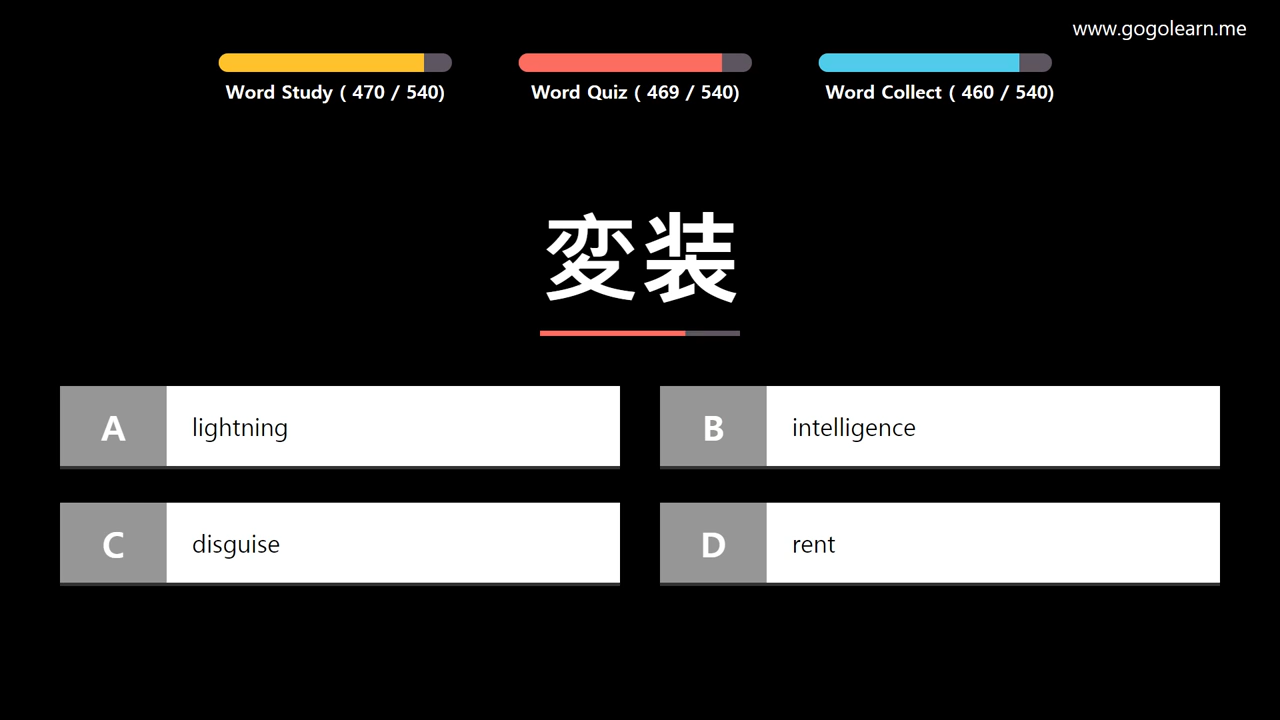 www.gogolearn.me
Word Study ( 470 / 540)
Word Quiz ( 469 / 540)
Word Collect ( 460 / 540)
変装
A lightning
B intelligence
C disguise
D rent